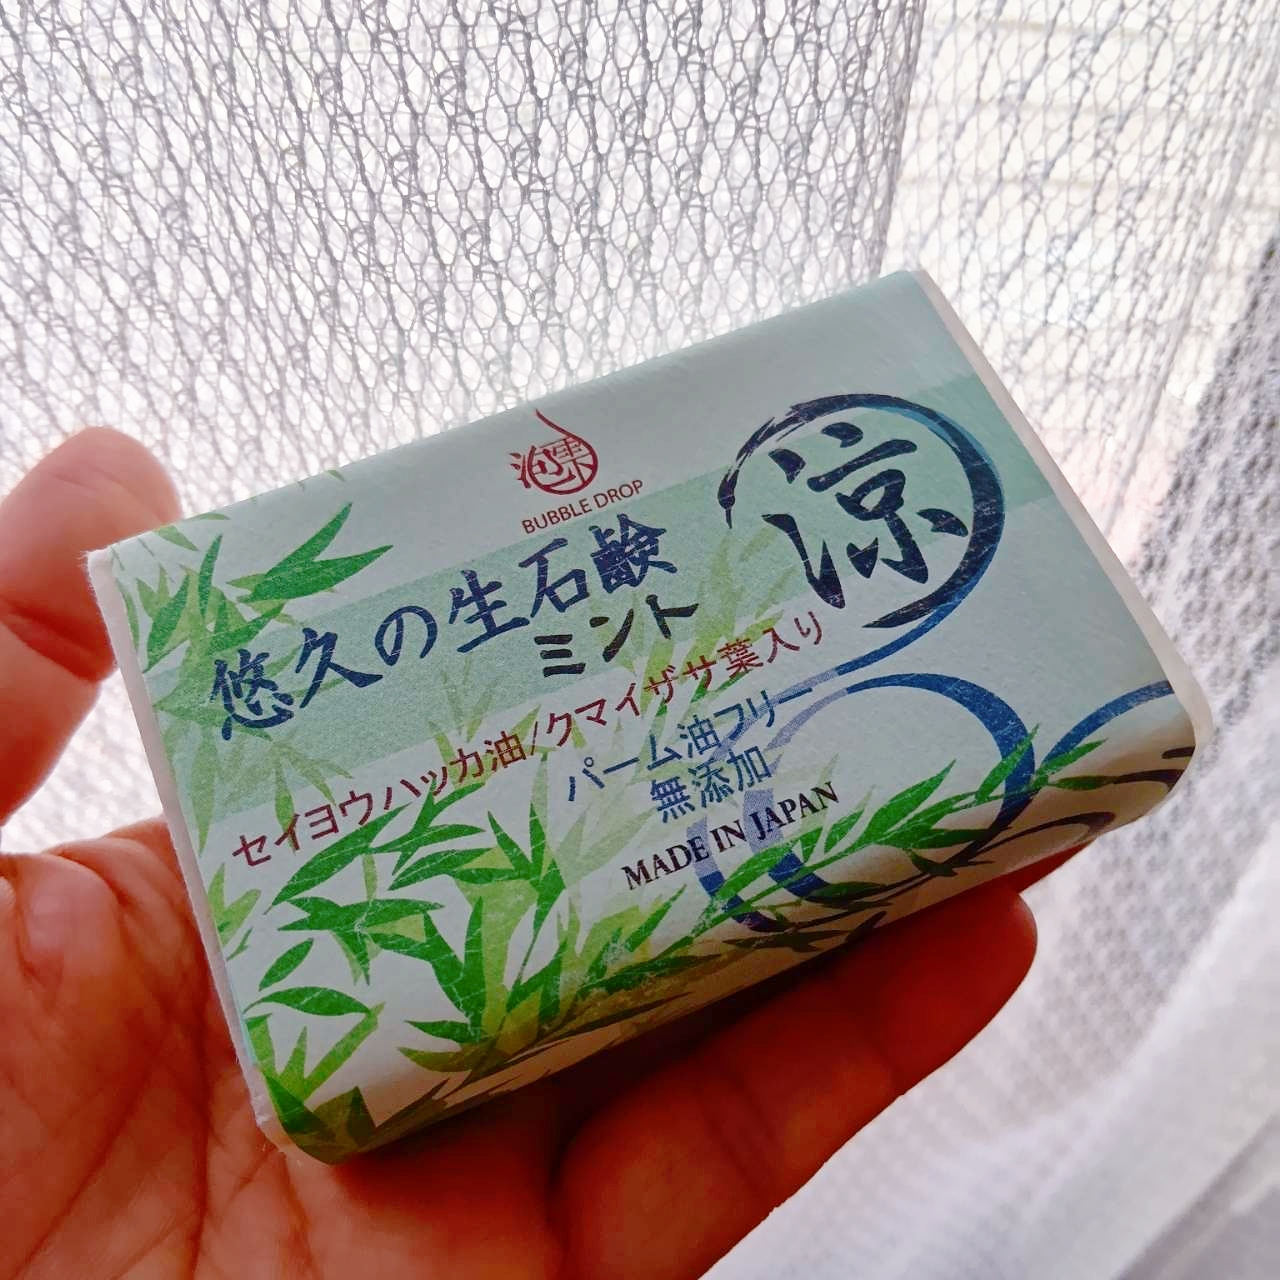 泡雫
BUBBLE DROP
涼
悠久の生石鹸
ミント
セイヨウハッカ油/クマイザサ葉入り
パーム油フリー
無添加
MADE IN JAPAN